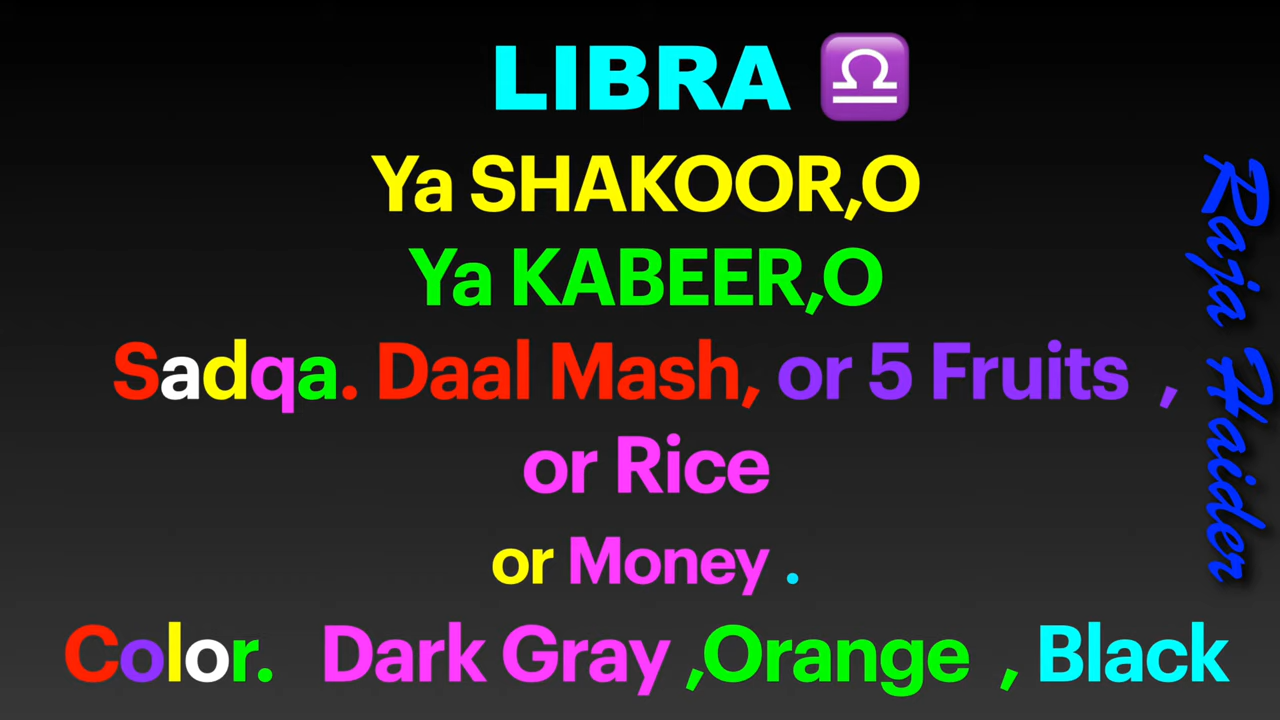 LIBRA ♎
Ya SHAKOOR,O
Ya KABEER,O
Sadqa. Daal Mash, or 5 Fruits ,
or Rice
or Money .
Color. Dark Gray ,Orange , Black
Raja Haider